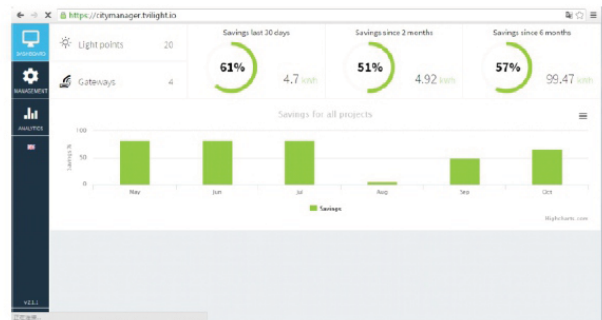 https://citymanager.tvilight.io
DASHBOARD
MANAGEMENT
ANALYTICS
Light points 20
Gateways 4
Savings last 30 days
61%
4.7 kWh
Savings since 2 months
51%
4.92 kWh
Savings since 6 months
57%
99.47 kWh
Savings for all projects
Savings %
100
50
0
May Jun Jul Aug Sep Oct
Savings
Highcharts.com